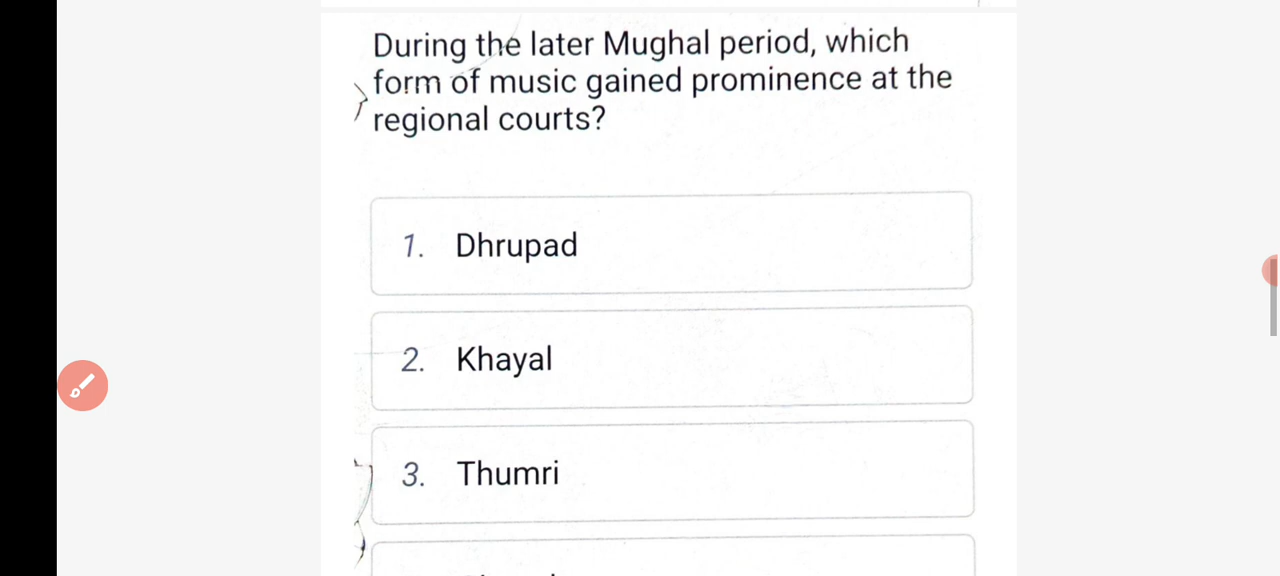 During the later Mughal period, which
form of music gained prominence at the
regional courts?
1. Dhrupad
2. Khayal
3. Thumri